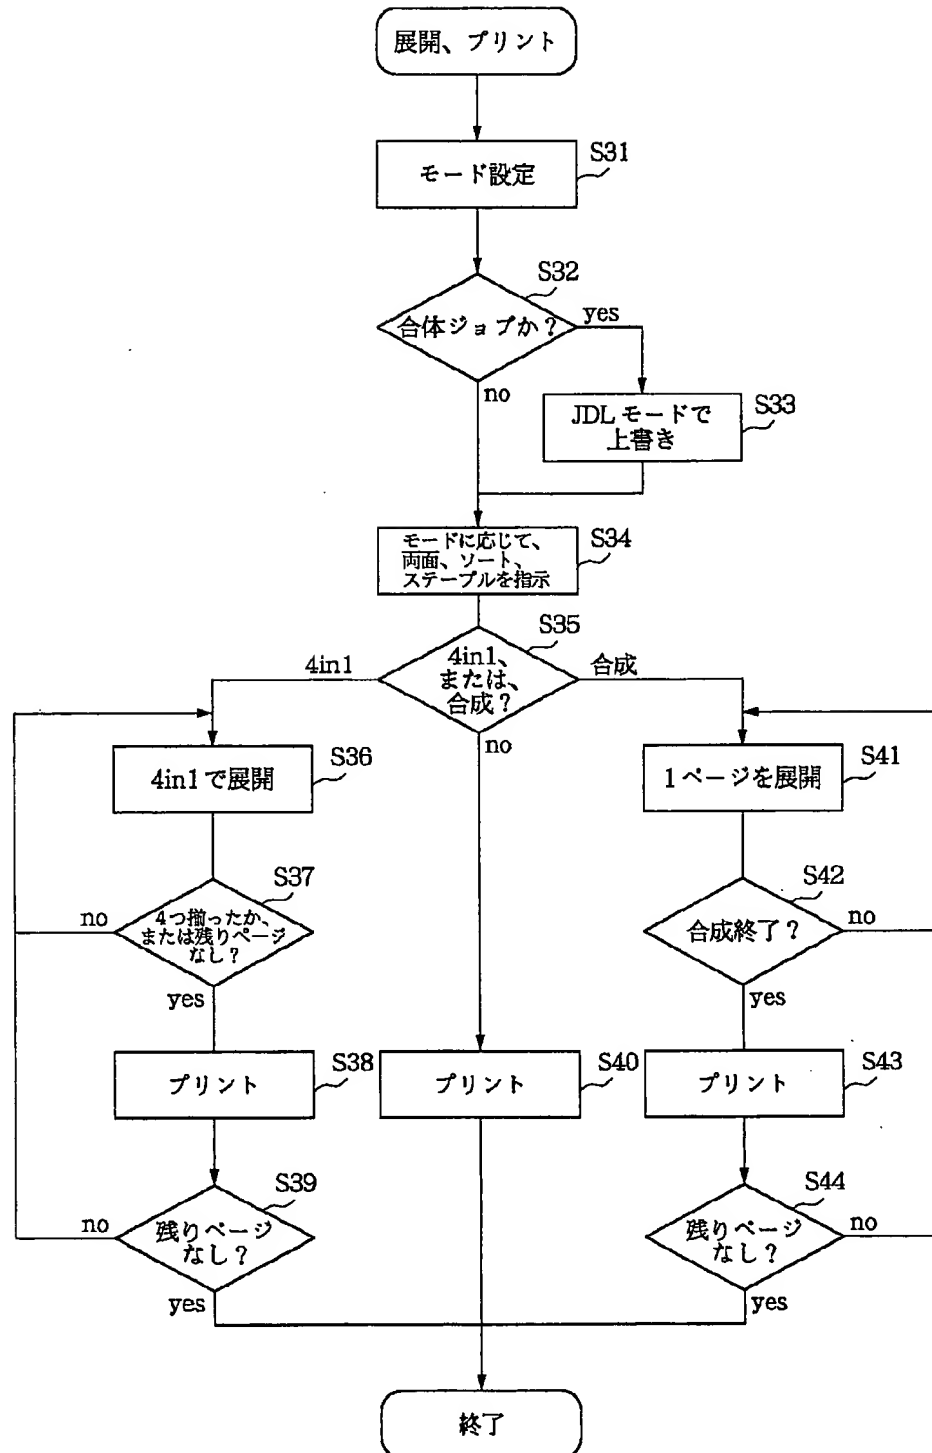 展開、プリント
S31
モード設定
S32
合体ジョブか？
yes
no
S33
JDLモードで
上書き
S34
モードに応じて、
両面、ソート、
ステープルを指示
S35
4in1
4in1、
または、
合成？
合成
no
S36
4in1で展開
S41
1ページを展開
S37
no
4つ揃ったか、
または残りページ
なし？
yes
S42
合成終了？
no
yes
S38
プリント
S40
プリント
S43
プリント
S39
no
残りページ
なし？
yes
S44
残りページ
なし？
no
yes
終了